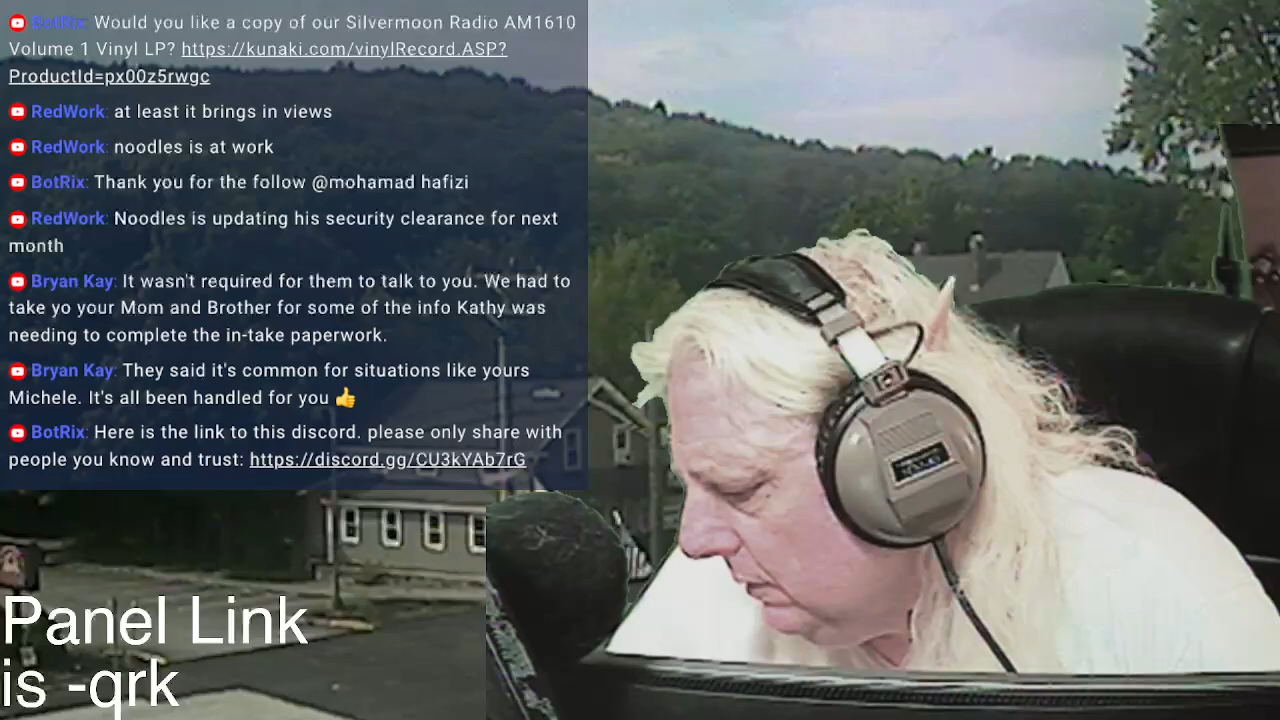 BotRix: Would you like a copy of our Silvermoon Radio AM1610
Volume 1 Vinyl LP? https://kunaki.com/vinylRecord.ASP?
ProductId=px00z5rwgc
RedWork: at least it brings in views
RedWork: noodles is at work
BotRix: Thank you for the follow @mohamad hafizi
RedWork: Noodles is updating his security clearance for next
month
Bryan Kay: It wasn't required for them to talk to you. We had to
take yo your Mom and Brother for some of the info Kathy was
needing to complete the in-take paperwork.
Bryan Kay: They said it's common for situations like yours
Michele. It's all been handled for you 👍
BotRix: Here is the link to this discord. please only share with
people you know and trust: https://discord.gg/CU3kYAb7rG
Panel Link
is -qrk